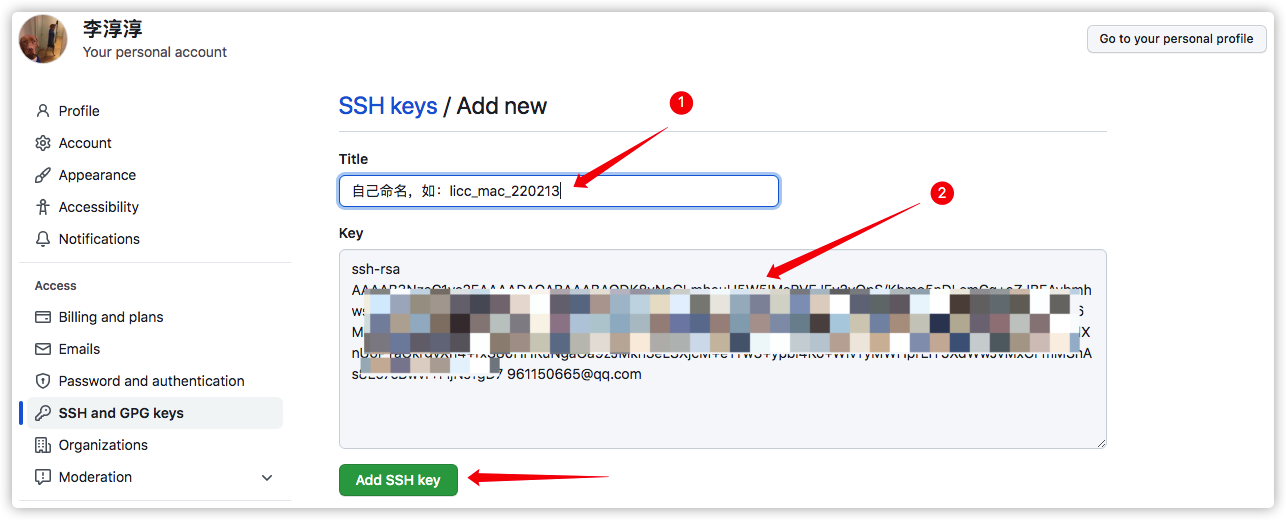 李淳淳
Your personal account
Go to your personal profile
Profile
Account
Appearance
Accessibility
Notifications
Access
Billing and plans
Emails
Password and authentication
SSH and GPG keys
Organizations
Moderation
SSH keys / Add new
1
Title
自己命名，如：licc_mac_220213
2
Key
ssh-rsa
961150665@qq.com
Add SSH key